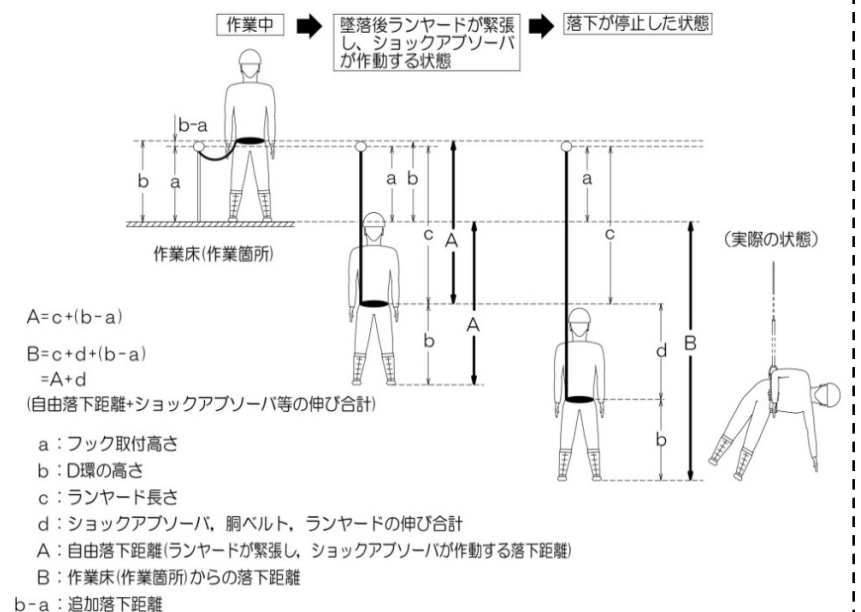 作業中
墜落後ランヤードが緊張
し、ショックアブソーバ
が作動する状態
落下が停止した状態
b-a
b
a
作業床(作業箇所)
a
b
c
A
A
b
a
c
d
b
B
(実際の状態)
A=c+(b-a)
B=c+d+(b-a)
=A+d
(自由落下距離+ショックアブソーバ等の伸び合計)
a：フック取付高さ
b：D環の高さ
c：ランヤード長さ
d：ショックアブソーバ，胴ベルト，ランヤードの伸び合計
A：自由落下距離(ランヤードが緊張し，ショックアブソーバが作動する落下距離)
B：作業床(作業箇所)からの落下距離
b-a：追加落下距離